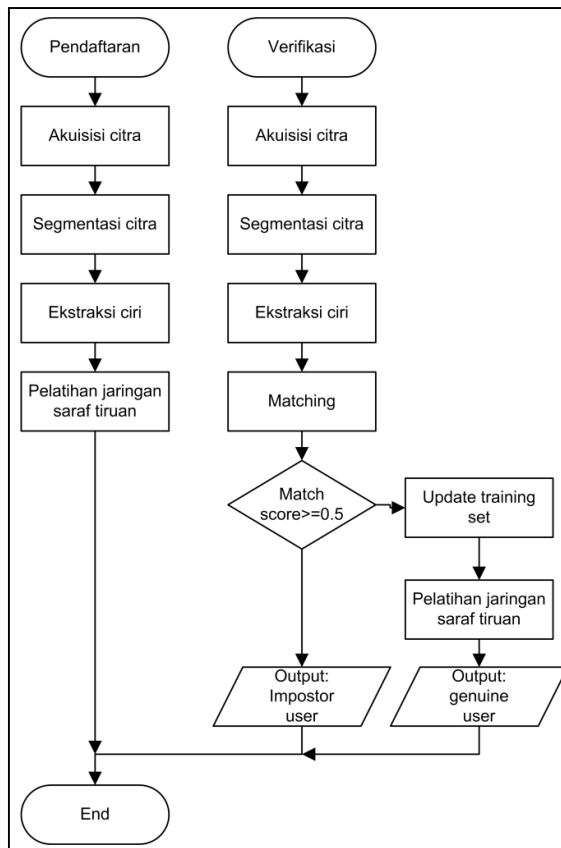 Pendaftaran
Akuisisi citra
Segmentasi citra
Ekstraksi ciri
Pelatihan jaringan
saraf tiruan
Verifikasi
Akuisisi citra
Segmentasi citra
Ekstraksi ciri
Matching
Match
score>=0.5
Update training
set
Pelatihan jaringan
saraf tiruan
Output:
Impostor
user
Output:
genuine
user
End